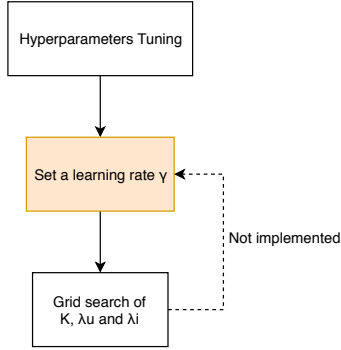 Hyperparameters Tuning
Set a learning rate γ
Not implemented
Grid search of
K, λu and λi